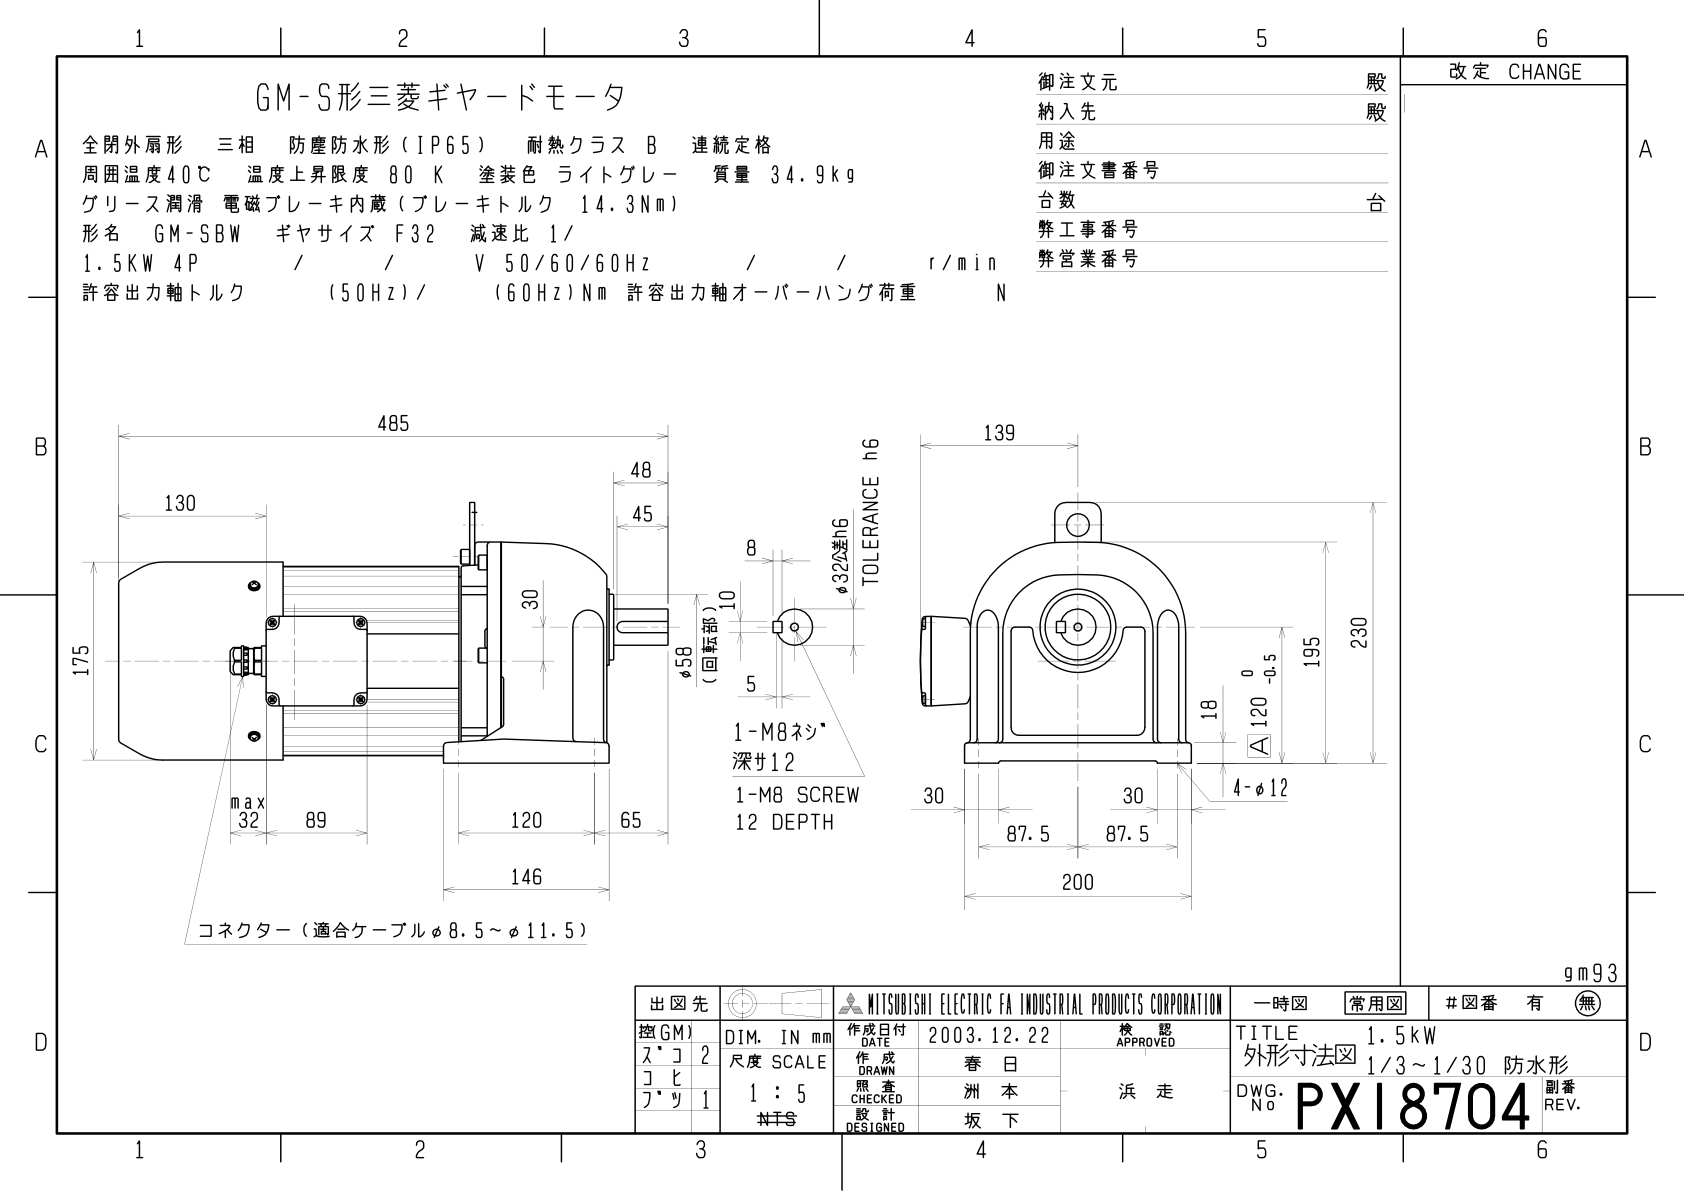 1 2 3 4 5 6
A A
B B
C C
D D
改定 CHANGE
GM-S形三菱ギヤードモータ
全閉外扇形 三相 防塵防水形(IP65) 耐熱クラス B 連続定格
周囲温度40℃ 温度上昇限度 80 K 塗装色 ライトグレー 質量 34.9kg
グリース潤滑 電磁ブレーキ内蔵(ブレーキトルク 14.3Nm)
形名 GM-SBW ギヤサイズ F32 減速比 1/
1.5KW 4P / / V 50/60/60Hz / / r/min
許容出力軸トルク (50Hz)/ (60Hz)Nm 許容出力軸オーバーハング荷重 N
御注文元 殿
納入先 殿
用途
御注文書番号
台数 台
弊工事番号
弊営業番号
485
130
48
45
175
30
φ58
(回転部)
max
32
89
120
65
146
コネクター(適合ケーブルφ8.5~φ11.5)
8
10
5
φ32公差h6
TOLERANCE h6
1-M8ネジ
深サ12
1-M8 SCREW
12 DEPTH
139
230
195
18
A 120 0 -0.5
30
30
4-φ12
87.5
87.5
200
gm93
出図先
控(GM)
ズコ 2
コヒ
ブツ 1
DIM. IN mm
尺度 SCALE
1 : 5
NTS
MITSUBISHI ELECTRIC FA INDUSTRIAL PRODUCTS CORPORATION
作成日付 DATE 2003.12.22
作成 DRAWN 春日
照査 CHECKED 洲本
設計 DESIGNED 坂下
検認 APPROVED
浜走
一時図 常用図 #図番 有 無
TITLE 1.5kW
外形寸法図 1/3~1/30 防水形
DWG. No PX18704 副番 REV.
1 2 3 4 5 6